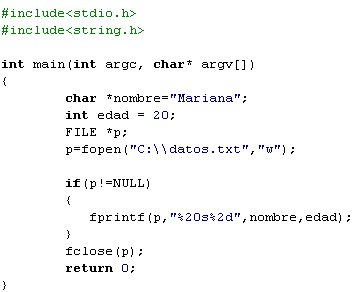 #include<stdio.h>
#include<string.h>
int main(int argc, char* argv[])
{
char *nombre="Mariana";
int edad = 20;
FILE *p;
p=fopen("C:\\datos.txt","w");
if(p!=NULL)
{
fprintf(p,"%20s%2d",nombre,edad);
}
fclose(p);
return 0;
}